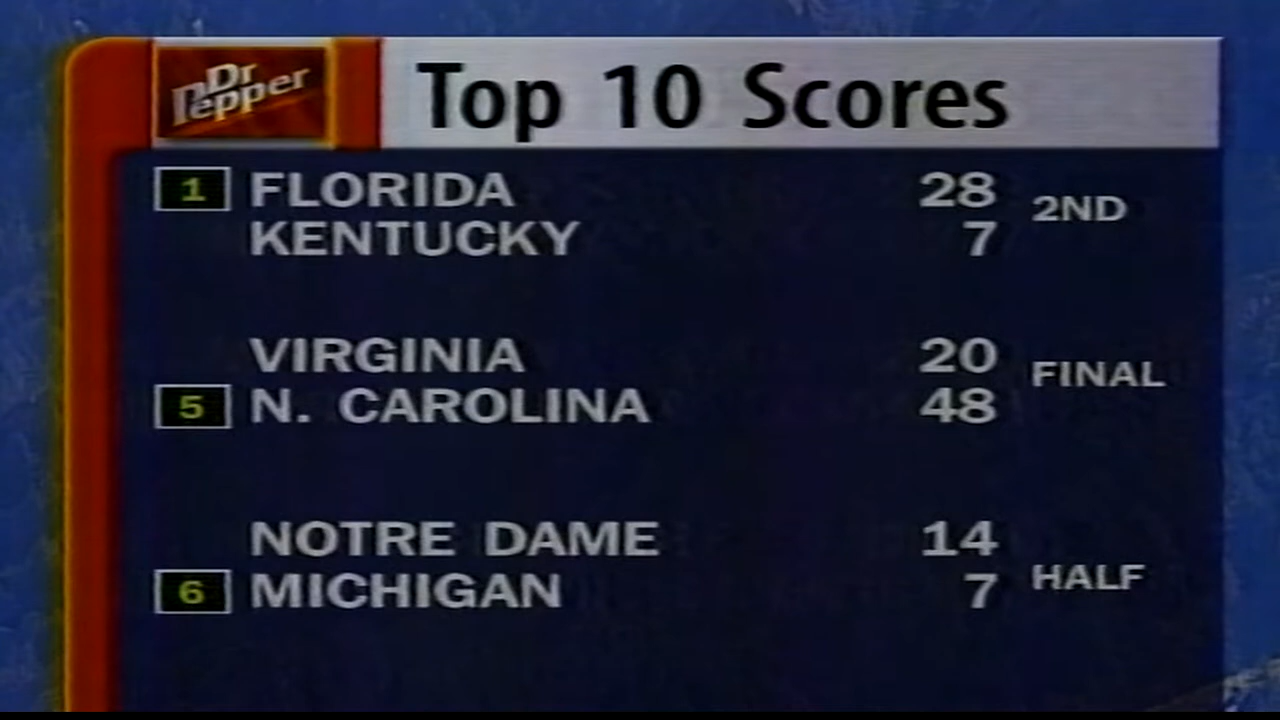 Dr Pepper Top 10 Scores
1 FLORIDA 28 2ND
KENTUCKY 7
VIRGINIA 20 FINAL
5 N. CAROLINA 48
NOTRE DAME 14 HALF
6 MICHIGAN 7